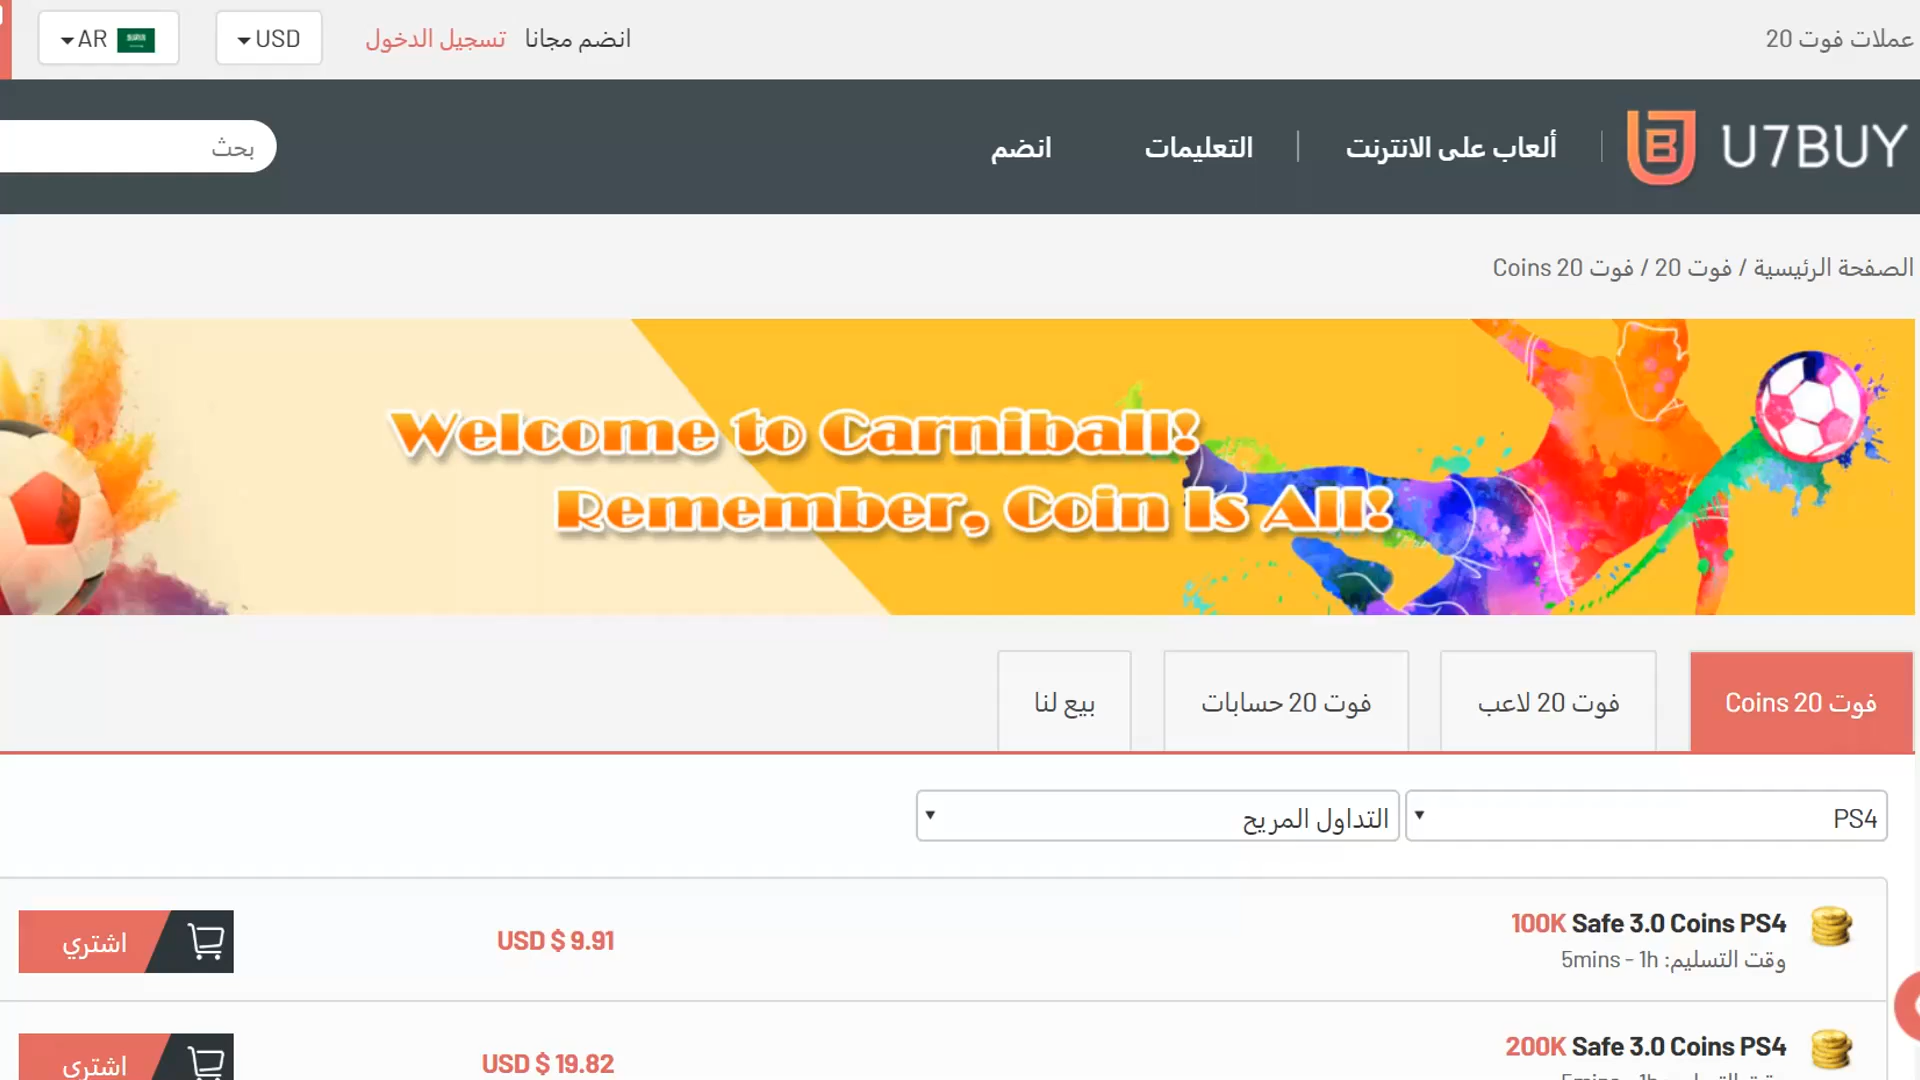 عملات فوت 20
انضم مجانا
تسجيل الدخول
USD
AR
U7BUY
ألعاب على الانترنت
التعليمات
انضم
بحث
الصفحة الرئيسية / فوت 20 / فوت 20 Coins
Welcome to Carniball!
Remember, Coin Is All!
فوت 20 Coins
فوت 20 لاعب
فوت 20 حسابات
بيع لنا
PS4
التداول المريح
100K Safe 3.0 Coins PS4
وقت التسليم: 5mins - 1h
USD $ 9.91
اشتري
200K Safe 3.0 Coins PS4
USD $ 19.82
اشتري